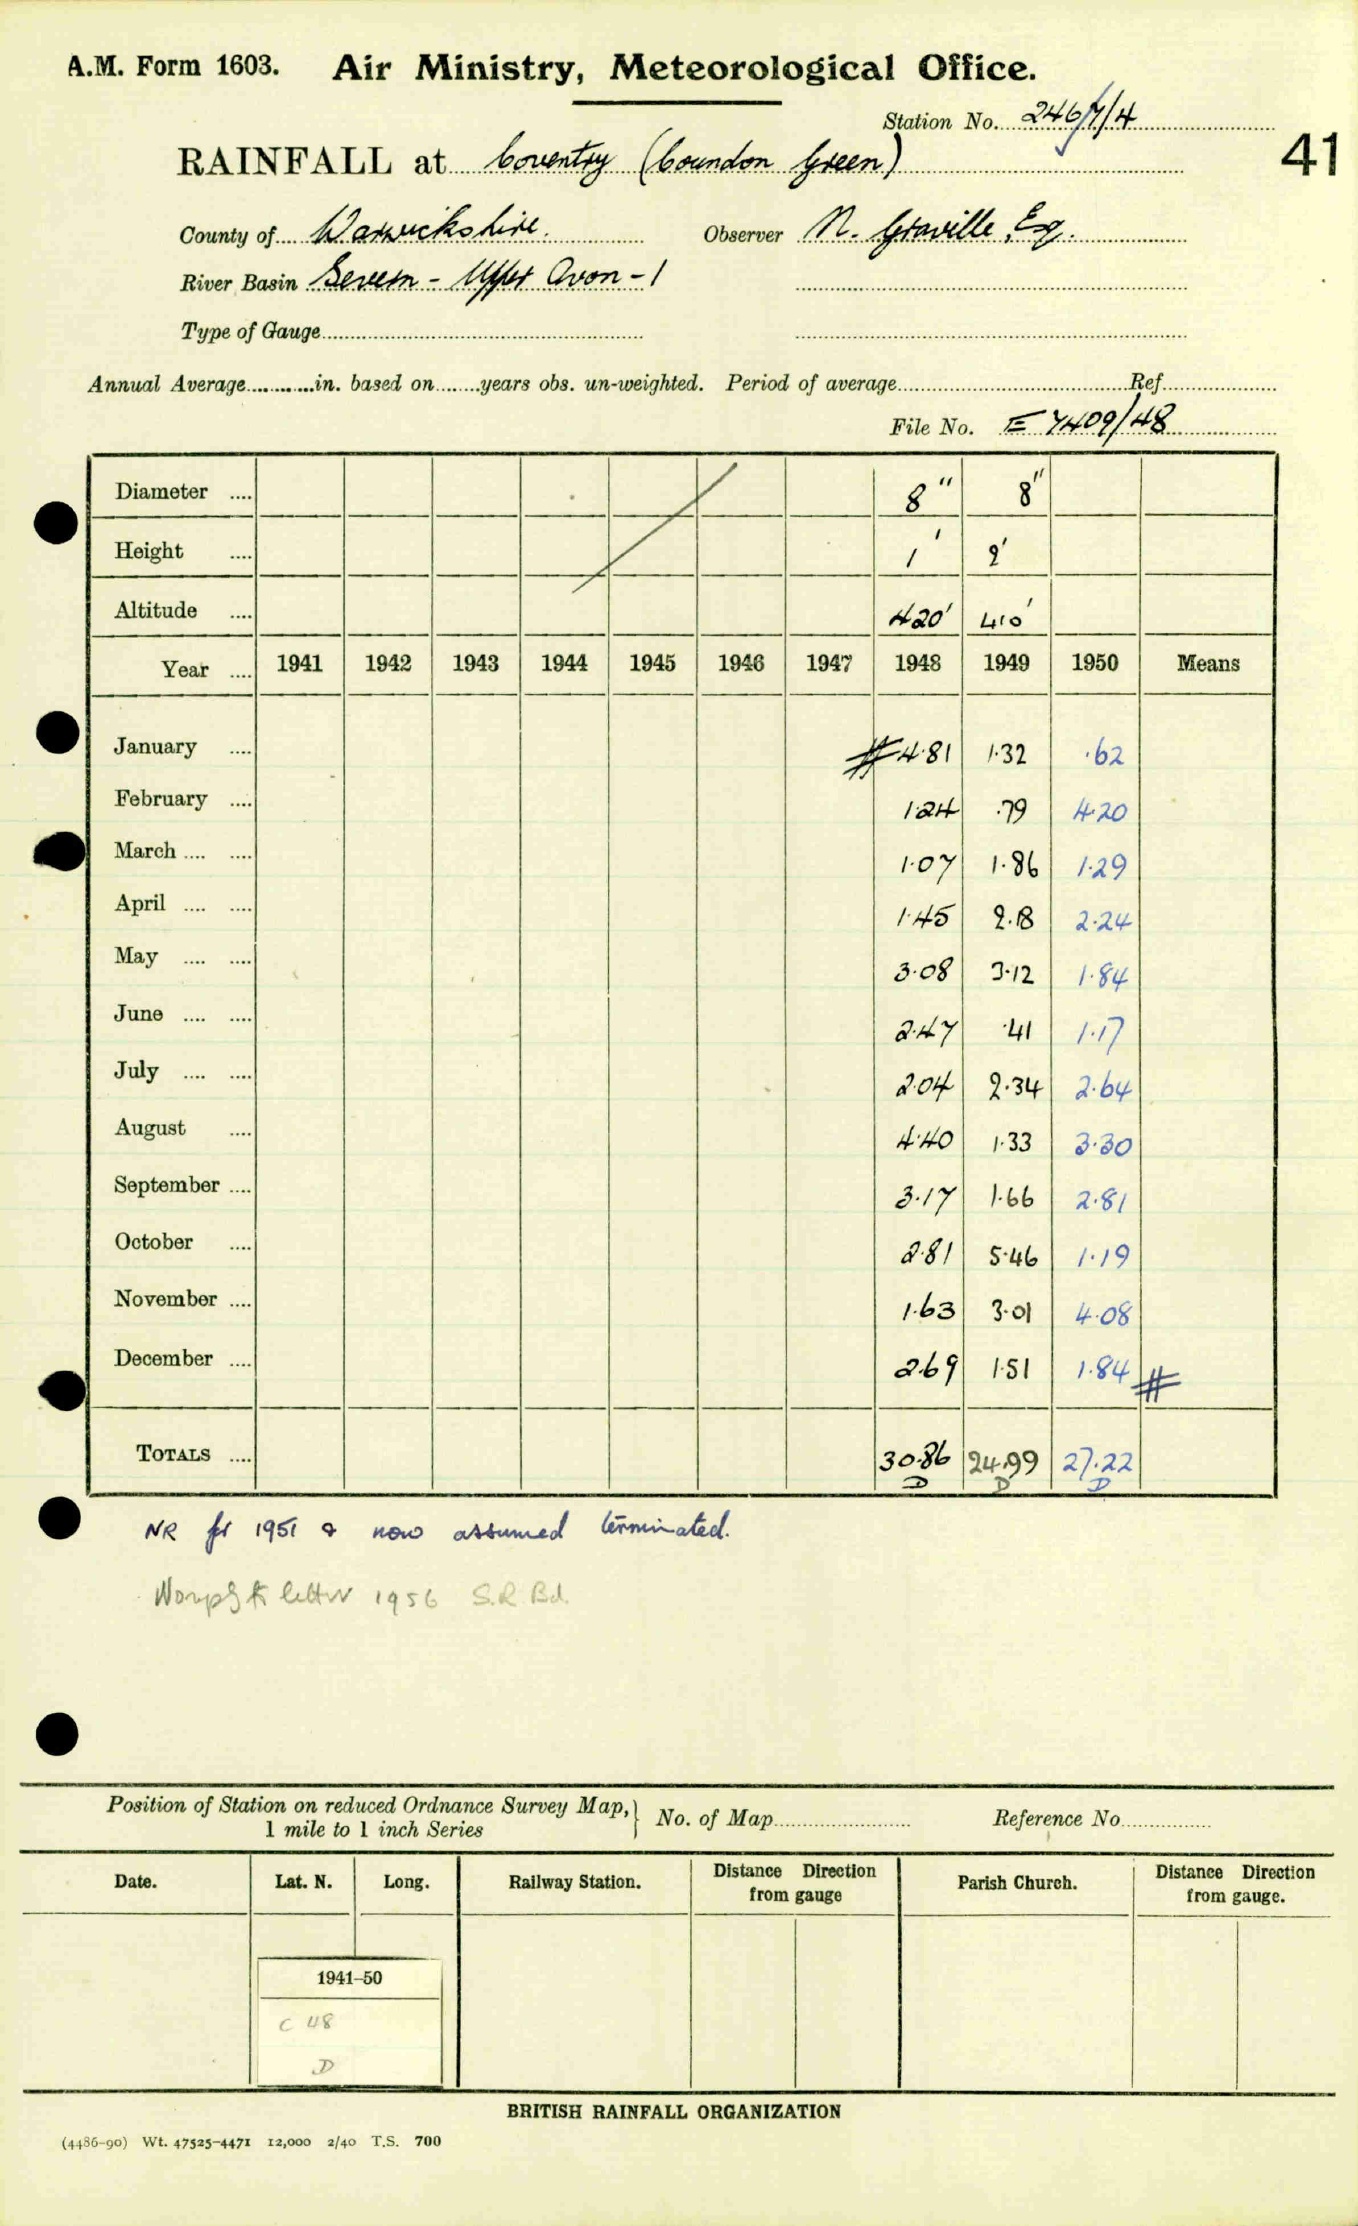 A.M. Form 1603. Air Ministry, Meteorological Office.
Station No. 246/7/4
41
RAINFALL at Coventry (Coundon Green)
County of Warwickshire. Observer N. Graville, Esq.
River Basin Severn - Upper Avon - 1
Type of Gauge
Annual Average in. based on years obs. un-weighted. Period of average Ref
File No. E 7409/48
Diameter 8" 8"
Height 1' 2'
Altitude 420' 410'
Year 1941 1942 1943 1944 1945 1946 1947 1948 1949 1950 Means
January #4.81 1.32 .62
February 1.24 .79 4.20
March 1.07 1.86 1.29
April 1.45 2.18 2.24
May 3.08 3.12 1.84
June 2.47 .41 1.17
July 2.04 2.34 2.64
August 4.40 1.33 3.30
September 3.17 1.66 2.81
October 2.81 5.46 1.19
November 1.63 3.01 4.08
December 2.69 1.51 1.84 #
TOTALS 30.86 24.99 27.22
D D D
NR for 1951 & now assumed terminated.
No reply to letter 1956 S.R. Bd.
Position of Station on reduced Ordnance Survey Map, } No. of Map Reference No
1 mile to 1 inch Series
Date. Lat. N. Long. Railway Station. Distance Direction from gauge Parish Church. Distance Direction from gauge.
1941-50
C 48
D
BRITISH RAINFALL ORGANIZATION
(4486-90) Wt. 47525-4471 12,000 2/40 T.S. 700